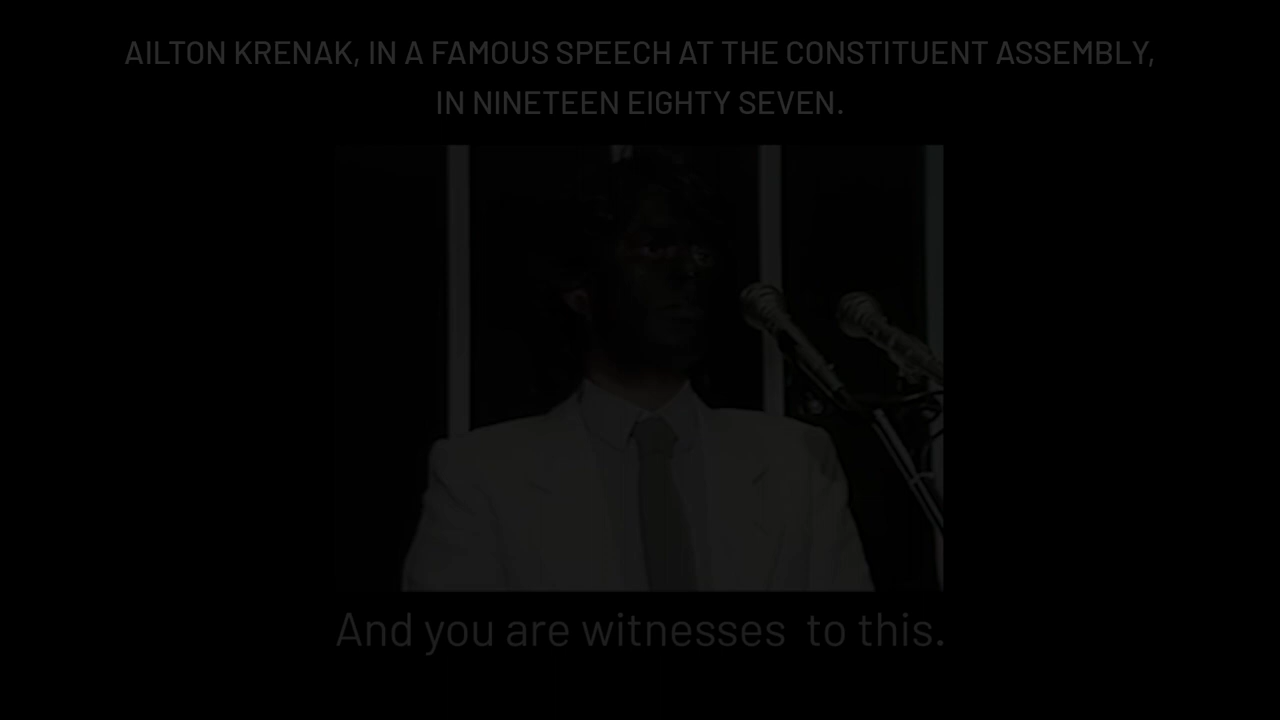 AILTON KRENAK, IN A FAMOUS SPEECH AT THE CONSTITUENT ASSEMBLY,
IN NINETEEN EIGHTY SEVEN.
And you are witnesses to this.